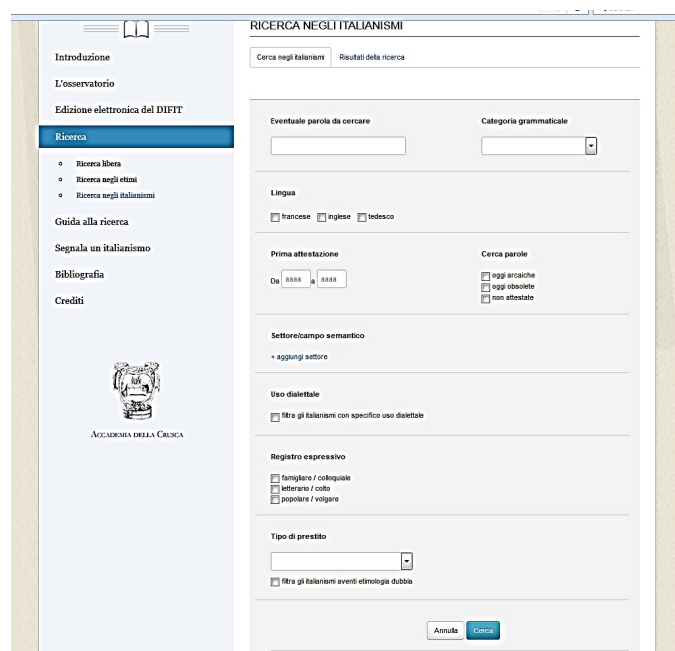 RICERCA NEGLI ITALIANISMI
Cerca negli italianismi Risultati della ricerca
Introduzione
L'osservatorio
Edizione elettronica del DIFIT
Ricerca
Ricerca libera
Ricerca negli etimi
Ricerca negli italianismi
Guida alla ricerca
Segnala un italianismo
Bibliografia
Crediti
ACCADEMIA DELLA CRUSCA
Eventuale parola da cercare Categoria grammaticale
Lingua
francese inglese tedesco
Prima attestazione Cerca parole
Da aaaa a aaaa
oggi arcaiche
oggi obsolete
non attestate
Settore/campo semantico
+ aggiungi settore
Uso dialettale
filtra gli italianismi con specifico uso dialettale
Registro espressivo
famigliare / colloquiale
letterario / colto
popolare / volgare
Tipo di prestito
filtra gli italianismi aventi etimologia dubbia
Annulla Cerca